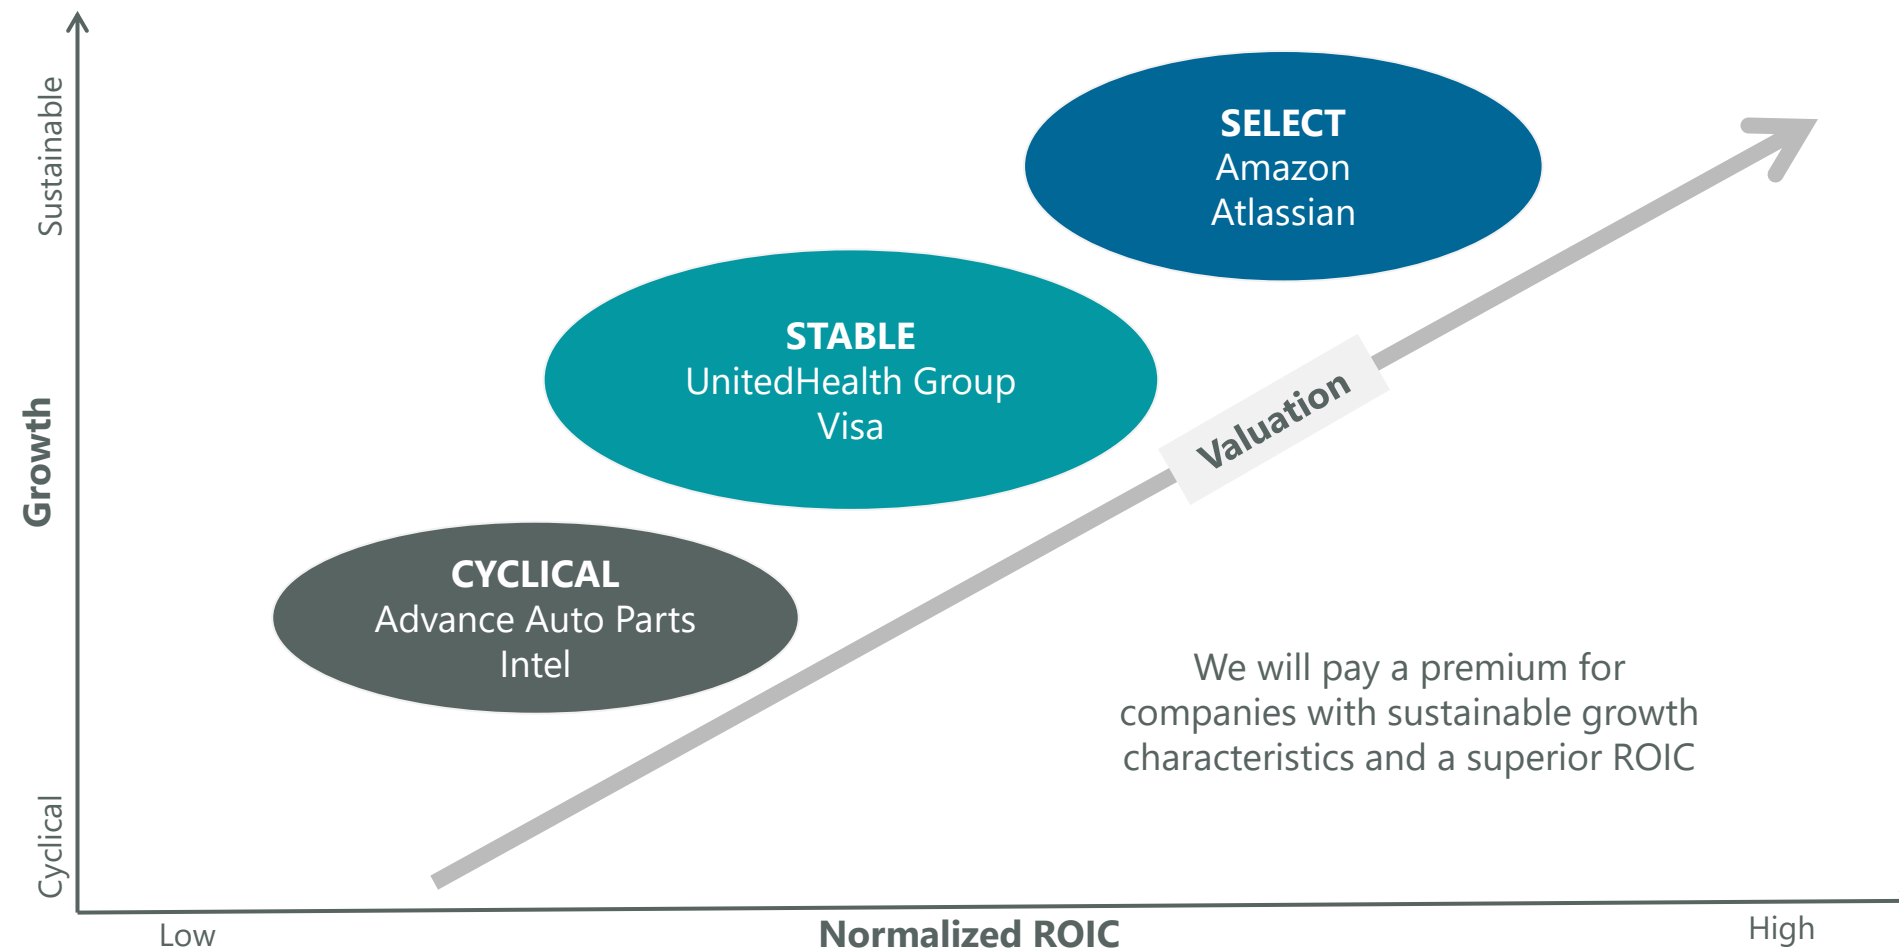 Sustainable
Growth
Cyclical
SELECT
Amazon
Atlassian
STABLE
UnitedHealth Group
Visa
CYCLICAL
Advance Auto Parts
Intel
Valuation
We will pay a premium for
companies with sustainable growth
characteristics and a superior ROIC
Low
Normalized ROIC
High